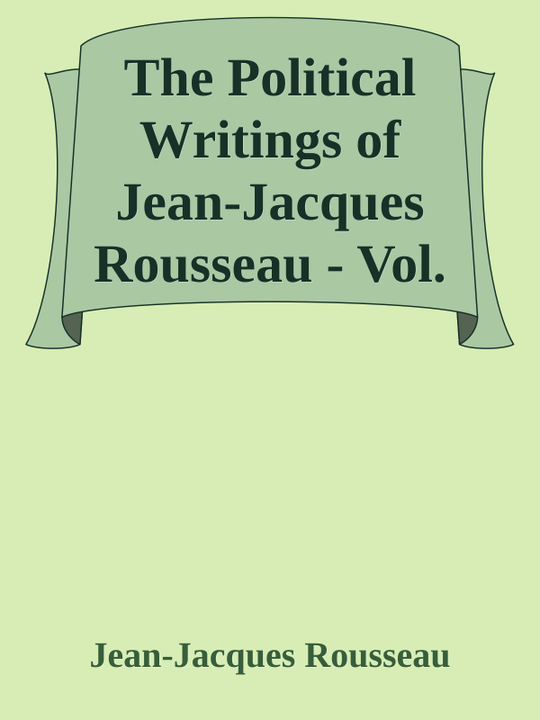 The Political
Writings of
Jean-Jacques
Rousseau - Vol.
Jean-Jacques Rousseau